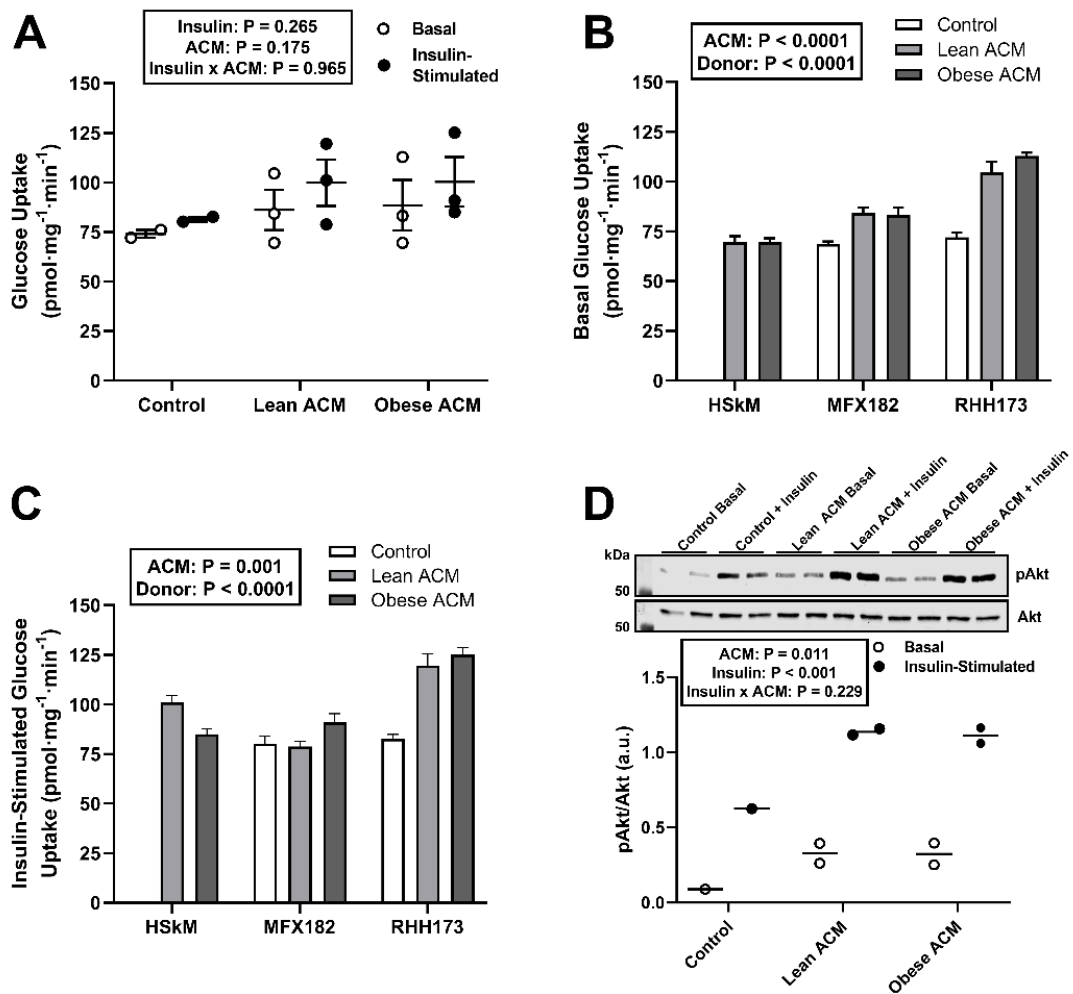 A
Insulin: P = 0.265
ACM: P = 0.175
Insulin x ACM: P = 0.965
Basal
Insulin-
Stimulated
Glucose Uptake
(pmol·mg⁻¹·min⁻¹)
150
125
100
75
50
25
0
Control
Lean ACM
Obese ACM
B
ACM: P < 0.0001
Donor: P < 0.0001
Control
Lean ACM
Obese ACM
Basal Glucose Uptake
(pmol·mg⁻¹·min⁻¹)
150
125
100
75
50
25
0
HSkM
MFX182
RHH173
C
ACM: P = 0.001
Donor: P < 0.0001
Control
Lean ACM
Obese ACM
Insulin-Stimulated Glucose
Uptake (pmol·mg⁻¹·min⁻¹)
150
125
100
75
50
25
0
HSkM
MFX182
RHH173
D
Control Basal
Control + Insulin
Lean ACM Basal
Lean ACM + Insulin
Obese ACM Basal
Obese ACM + Insulin
kDa
50
pAkt
50
Akt
ACM: P = 0.011
Insulin: P < 0.001
Insulin x ACM: P = 0.229
Basal
Insulin-Stimulated
pAkt/Akt (a.u.)
1.5
1.0
0.5
0.0
Control
Lean ACM
Obese ACM